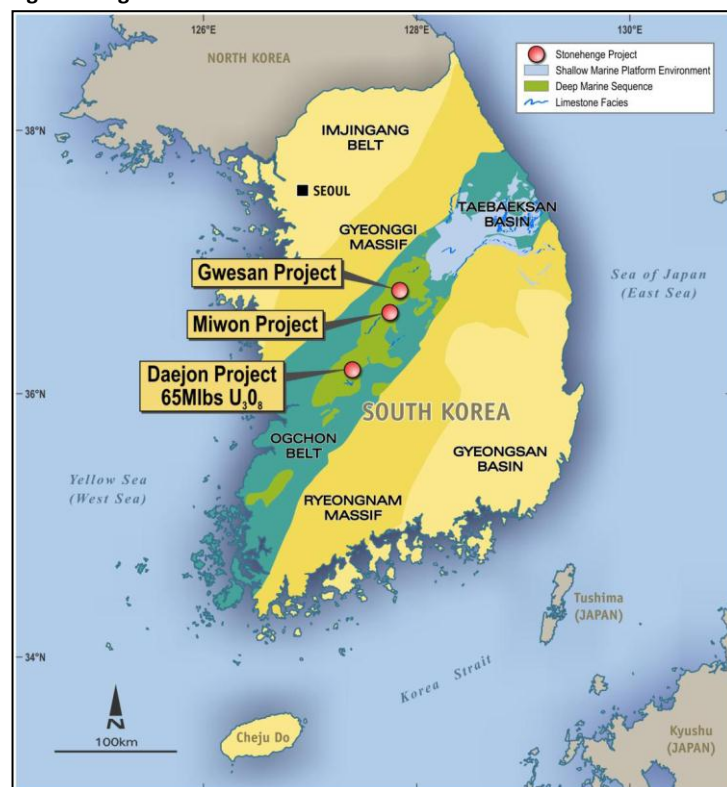 126°E
128°E
130°E
NORTH KOREA
Stonehenge Project
Shallow Marine Platform Environment
Deep Marine Sequence
Limestone Facies
38°N
IMJINGANG
BELT
SEOUL
TAEBAEKSAN
BASIN
GYEONGGI
MASSIF
Gwesan Project
Sea of Japan
(East Sea)
Miwon Project
Daejon Project
65Mlbs U₃0₈
36°N
SOUTH KOREA
OGCHON
BELT
GYEONGSAN
BASIN
Yellow Sea
(West Sea)
RYEONGNAM
MASSIF
Tushima
(JAPAN)
34°N
Korea Strait
N
100km
Cheju Do
Kyushu
(JAPAN)